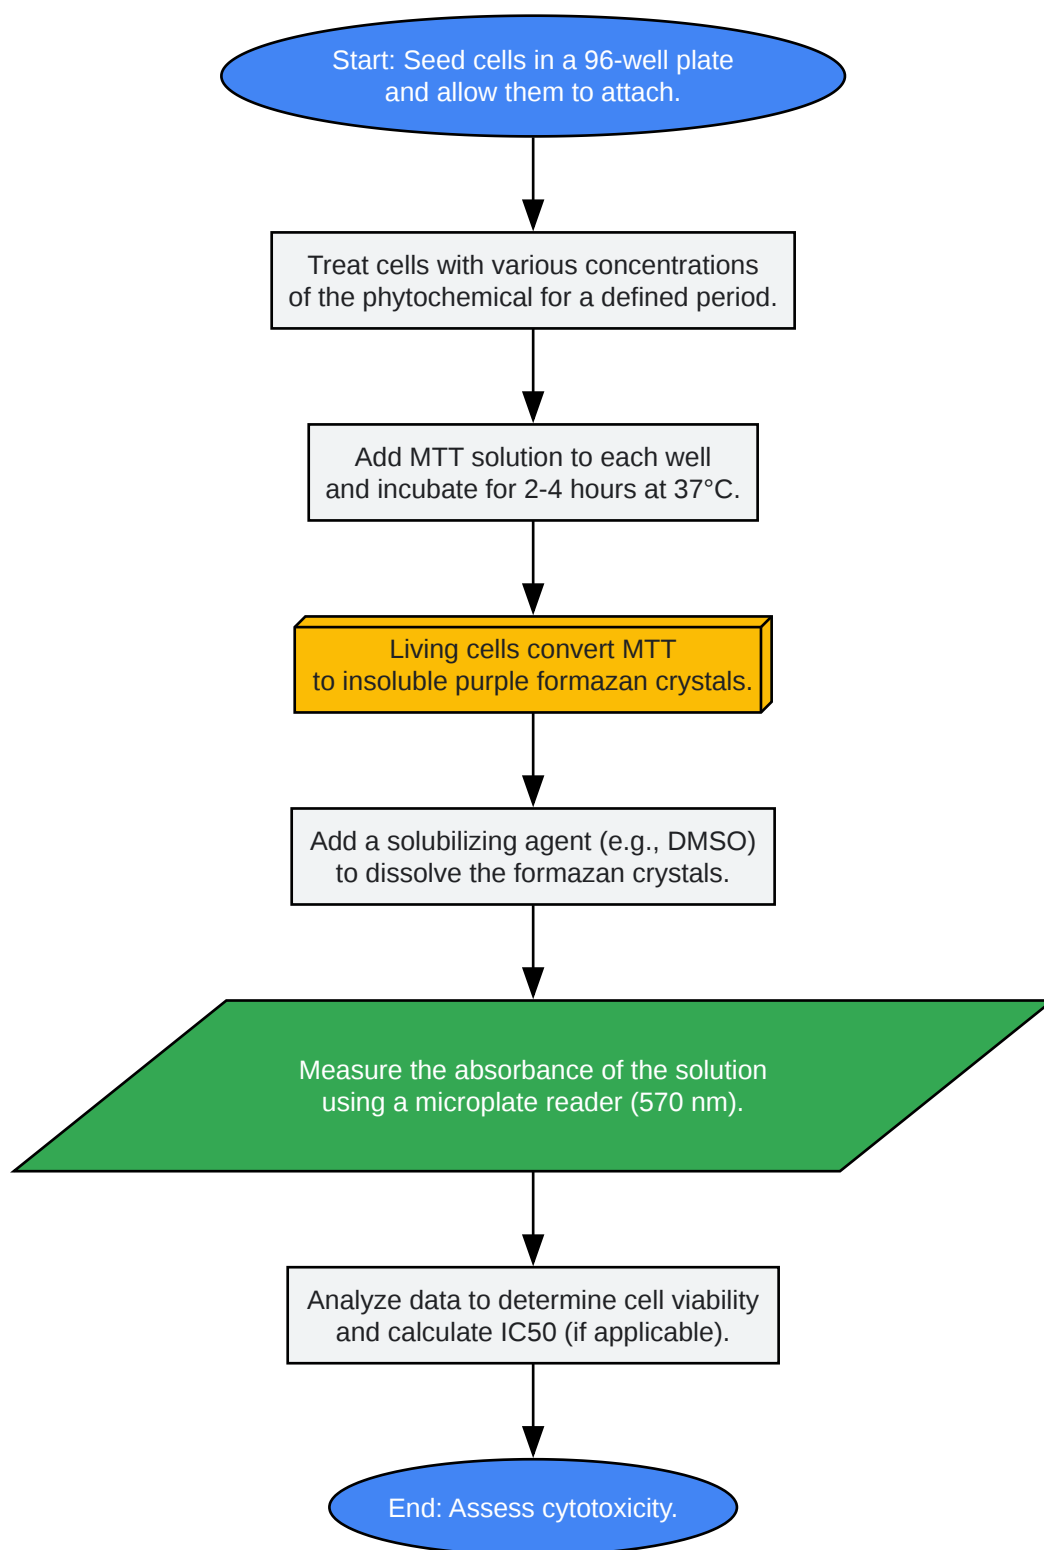 Start: Seed cells in a 96-well plate
and allow them to attach.
Treat cells with various concentrations
of the phytochemical for a defined period.
Add MTT solution to each well
and incubate for 2-4 hours at 37°C.
Living cells convert MTT
to insoluble purple formazan crystals.
Add a solubilizing agent (e.g., DMSO)
to dissolve the formazan crystals.
Measure the absorbance of the solution
using a microplate reader (570 nm).
Analyze data to determine cell viability
and calculate IC50 (if applicable).
End: Assess cytotoxicity.